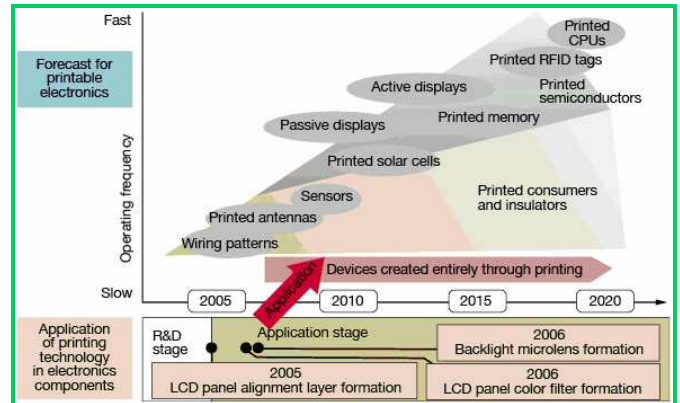 Fast
Printed
CPUs
Forecast for
printable
electronics
Printed RFID tags
Active displays
Printed
semiconductors
Passive displays
Printed memory
Printed solar cells
Operating frequency
Sensors
Printed consumers
and insulators
Printed antennas
Wiring patterns
Devices created entirely through printing
Application
Slow
2005
2010
2015
2020
Application
of printing
technology
in electronics
components
R&D
stage
Application stage
2006
Backlight microlens formation
2005
LCD panel alignment layer formation
2006
LCD panel color filter formation